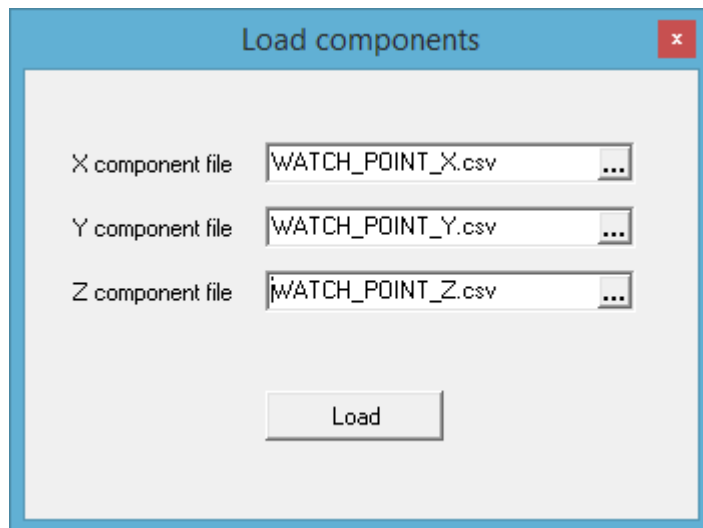 Load components
x
X component file WATCH_POINT_X.csv ...
Y component file WATCH_POINT_Y.csv ...
Z component file WATCH_POINT_Z.csv ...
Load